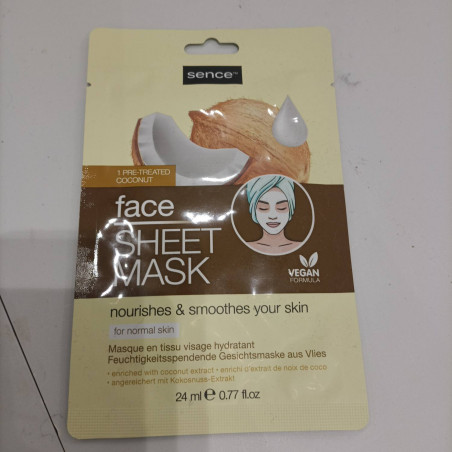 sence™
1 PRE-TREATED
COCONUT
face
SHEET
MASK
VEGAN
FORMULA
nourishes & smoothes your skin
for normal skin
Masque en tissu visage hydratant
Feuchtigkeitsspendende Gesichtsmaske aus Vlies
• enriched with coconut extract • enrichi d'extrait de noix de coco
• angereichert mit Kokosnuss-Extrakt
24 ml ℮ 0.77 fl.oz